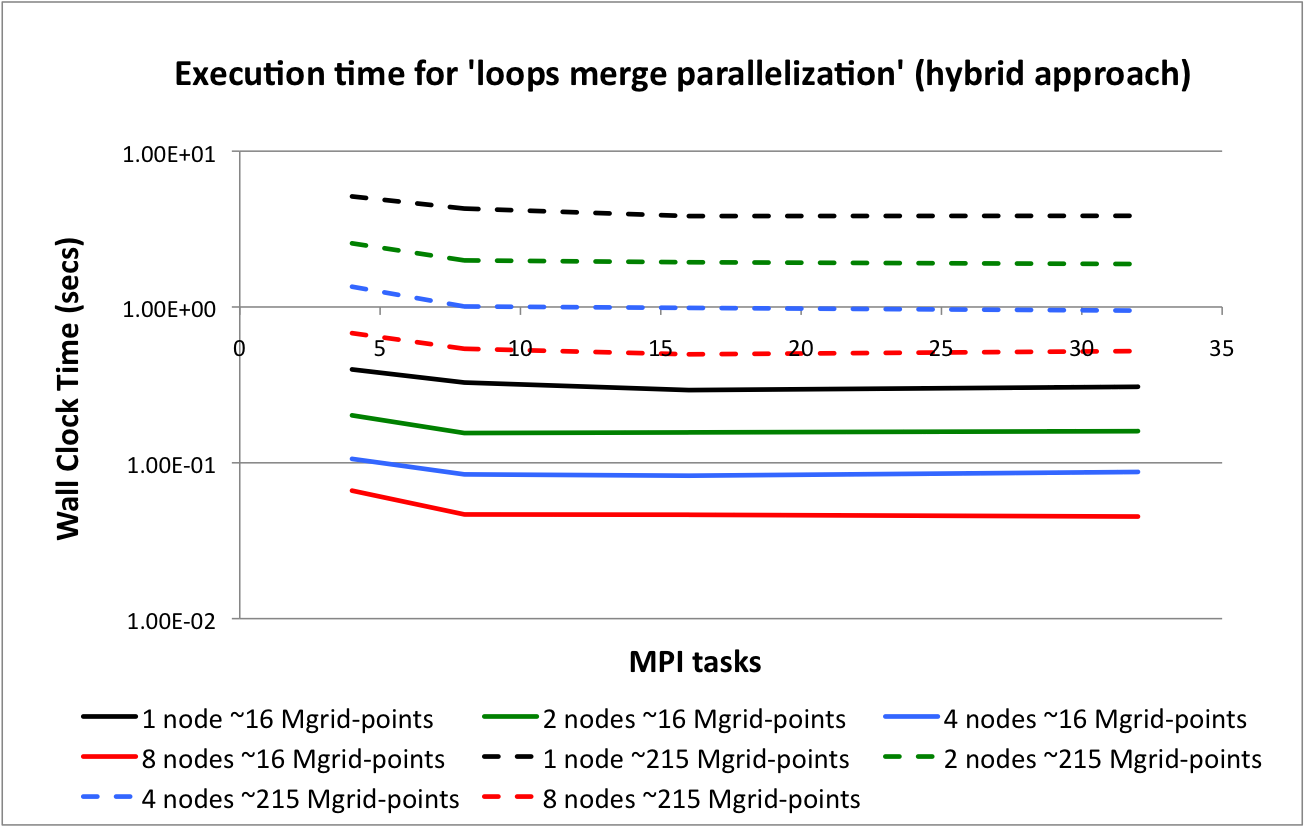 Execution time for 'loops merge parallelization' (hybrid approach)
1.00E+01
1.00E+00
0 5 10 15 20 25 30 35
1.00E-01
1.00E-02
Wall Clock Time (secs)
MPI tasks
1 node ~16 Mgrid-points 2 nodes ~16 Mgrid-points 4 nodes ~16 Mgrid-points
8 nodes ~16 Mgrid-points 1 node ~215 Mgrid-points 2 nodes ~215 Mgrid-points
4 nodes ~215 Mgrid-points 8 nodes ~215 Mgrid-points